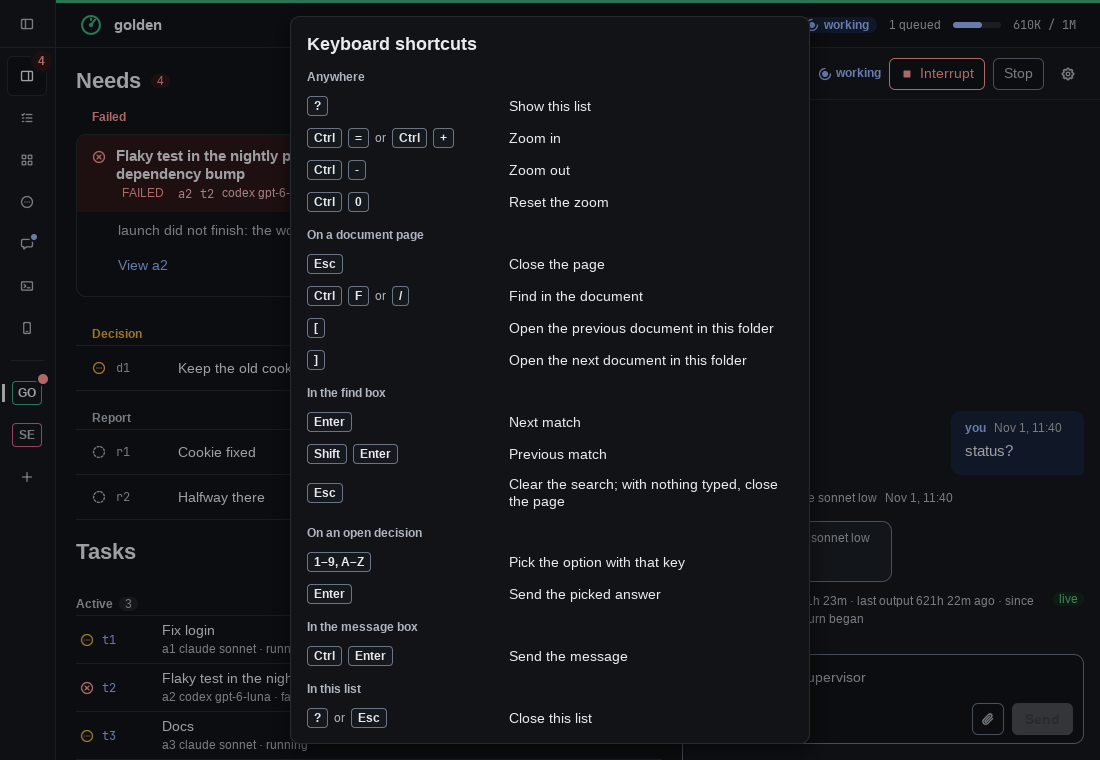 golden
working
1 queued
610K / 1M
4
Needs 4
working
Interrupt
Stop
Failed
Flaky test in the nightly
dependency bump
FAILED a2 t2 codex gpt-6-
launch did not finish: the
View a2
Decision
d1 Keep the old
Report
r1 Cookie fixed
r2 Halfway there
GO
SE
Tasks
Active 3
t1 Fix login
a1 claude sonnet ·
t2 Flaky test in the
a2 codex gpt-6-luna ·
t3 Docs
a3 claude sonnet · running
Keyboard shortcuts
Anywhere
? Show this list
Ctrl = or Ctrl + Zoom in
Ctrl - Zoom out
Ctrl 0 Reset the zoom
On a document page
Esc Close the page
Ctrl F or / Find in the document
[ Open the previous document in this folder
] Open the next document in this folder
In the find box
Enter Next match
Shift Enter Previous match
Esc Clear the search; with nothing typed, close
the page
On an open decision
1–9, A–Z Pick the option with that key
Enter Send the picked answer
In the message box
Ctrl Enter Send the message
In this list
? or Esc Close this list
you Nov 1, 11:40
status?
sonnet low Nov 1, 11:40
sonnet low
23m · last output 621h 22m ago · since
began
live
Send